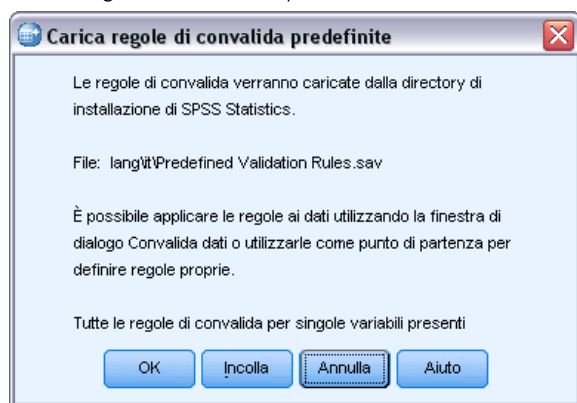 Carica regole di convalida predefinite
Le regole di convalida verranno caricate dalla directory di
installazione di SPSS Statistics.
File: lang\it\Predefined Validation Rules.sav
È possibile applicare le regole ai dati utilizzando la finestra di
dialogo Convalida dati o utilizzarle come punto di partenza per
definire regole proprie.
Tutte le regole di convalida per singole variabili presenti
OK Incolla Annulla Aiuto